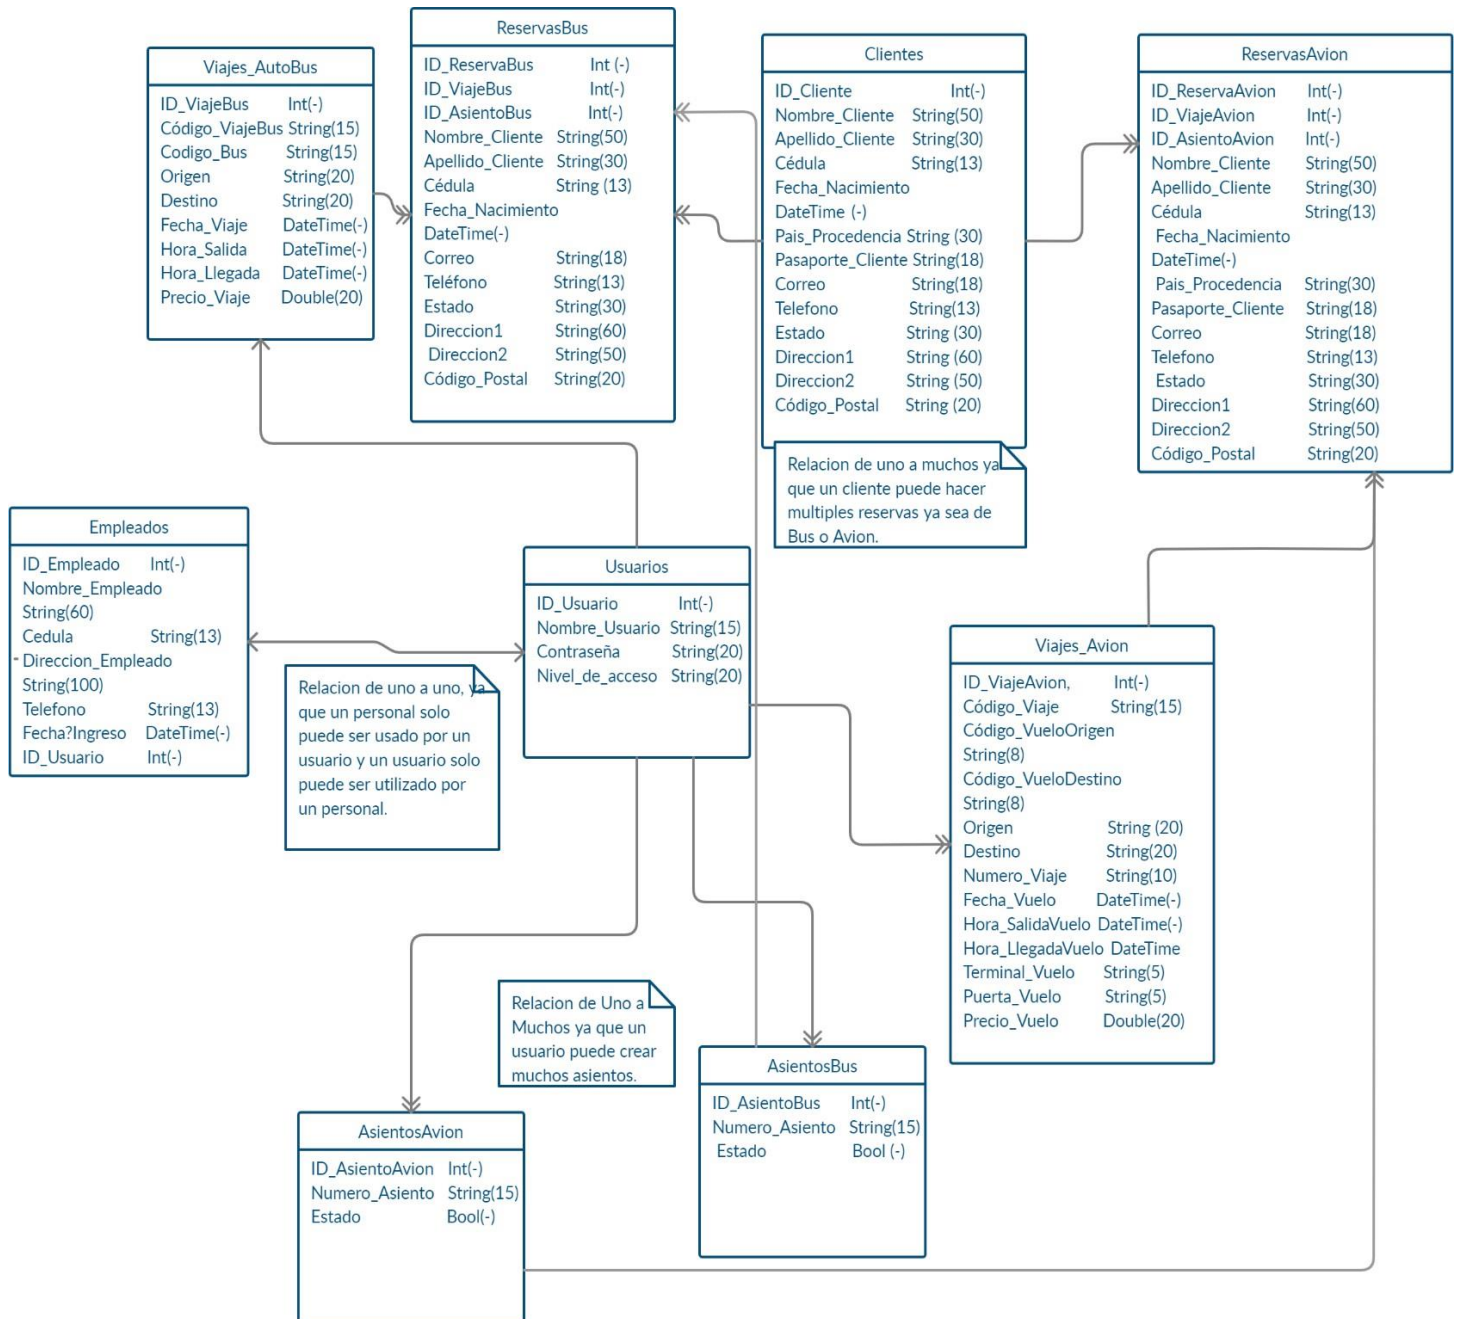 ReservasBus
ID_ReservaBus Int (-)
ID_ViajeBus Int(-)
ID_AsientoBus Int(-)
Nombre_Cliente String(50)
Apellido_Cliente String(30)
Cédula String (13)
Fecha_Nacimiento
DateTime(-)
Correo String(18)
Teléfono String(13)
Estado String(30)
Direccion1 String(60)
Direccion2 String(50)
Código_Postal String(20)
Viajes_AutoBus
ID_ViajeBus Int(-)
Código_ViajeBus String(15)
Codigo_Bus String(15)
Origen String(20)
Destino String(20)
Fecha_Viaje DateTime(-)
Hora_Salida DateTime(-)
Hora_Llegada DateTime(-)
Precio_Viaje Double(20)
Clientes
ID_Cliente Int(-)
Nombre_Cliente String(50)
Apellido_Cliente String(30)
Cédula String(13)
Fecha_Nacimiento
DateTime (-)
Pais_Procedencia String (30)
Pasaporte_Cliente String(18)
Correo String(18)
Telefono String(13)
Estado String (30)
Direccion1 String (60)
Direccion2 String (50)
Código_Postal String (20)
Relacion de uno a muchos ya
que un cliente puede hacer
multiples reservas ya sea de
Bus o Avion.
ReservasAvion
ID_ReservaAvion Int(-)
ID_ViajeAvion Int(-)
ID_AsientoAvion Int(-)
Nombre_Cliente String(50)
Apellido_Cliente String(30)
Cédula String(13)
Fecha_Nacimiento
DateTime(-)
Pais_Procedencia String(30)
Pasaporte_Cliente String(18)
Correo String(18)
Telefono String(13)
Estado String(30)
Direccion1 String(60)
Direccion2 String(50)
Código_Postal String(20)
Empleados
ID_Empleado Int(-)
Nombre_Empleado
String(60)
Cedula String(13)
-Direccion_Empleado
String(100)
Telefono String(13)
Fecha?Ingreso DateTime(-)
ID_Usuario Int(-)
Relacion de uno a uno, ya
que un personal solo
puede ser usado por un
usuario y un usuario solo
puede ser utilizado por
un personal.
Usuarios
ID_Usuario Int(-)
Nombre_Usuario String(15)
Contraseña String(20)
Nivel_de_acceso String(20)
Viajes_Avion
ID_ViajeAvion, Int(-)
Código_Viaje String(15)
Código_VueloOrigen
String(8)
Código_VueloDestino
String(8)
Origen String (20)
Destino String(20)
Numero_Viaje String(10)
Fecha_Vuelo DateTime(-)
Hora_SalidaVuelo DateTime(-)
Hora_LlegadaVuelo DateTime
Terminal_Vuelo String(5)
Puerta_Vuelo String(5)
Precio_Vuelo Double(20)
Relacion de Uno a
Muchos ya que un
usuario puede crear
muchos asientos.
AsientosBus
ID_AsientoBus Int(-)
Numero_Asiento String(15)
Estado Bool (-)
AsientosAvion
ID_AsientoAvion Int(-)
Numero_Asiento String(15)
Estado Bool(-)